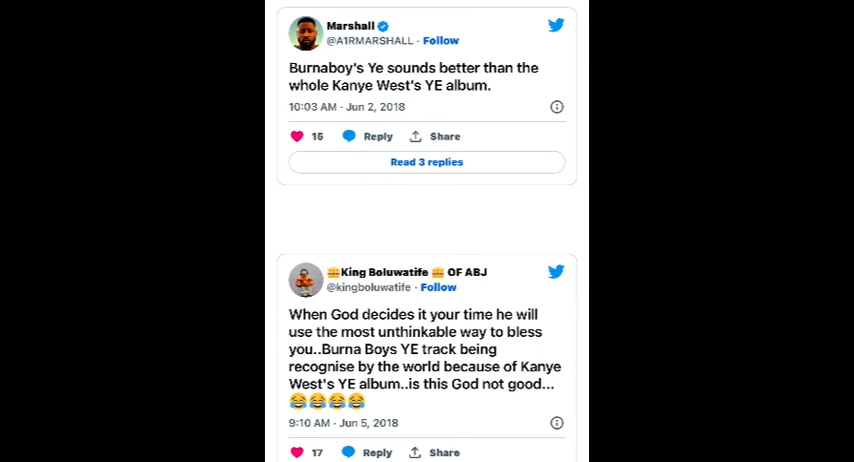 Marshall
@A1RMARSHALL · Follow
Burnaboy's Ye sounds better than the
whole Kanye West's YE album.
10:03 AM · Jun 2, 2018
15 Reply Share
Read 3 replies
King Boluwatife OF ABJ
@kingboluwatife · Follow
When God decides it your time he will
use the most unthinkable way to bless
you..Burna Boys YE track being
recognise by the world because of Kanye
West's YE album..is this God not good...
😂😂😂😂
9:10 AM · Jun 5, 2018
17 Reply Share